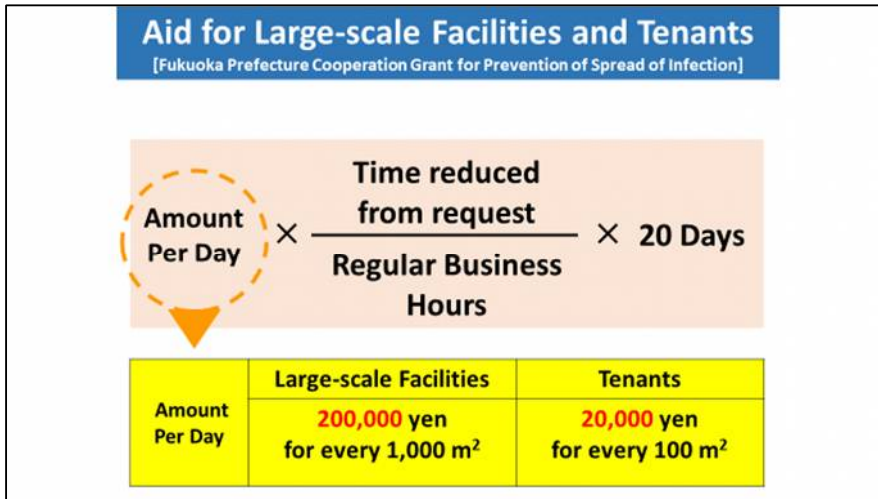 Aid for Large-scale Facilities and Tenants
[Fukuoka Prefecture Cooperation Grant for Prevention of Spread of Infection]
Amount
Per Day
×
Time reduced
from request
Regular Business
Hours
× 20 Days
Amount
Per Day
Large-scale Facilities
200,000 yen
for every 1,000 m²
Tenants
20,000 yen
for every 100 m²